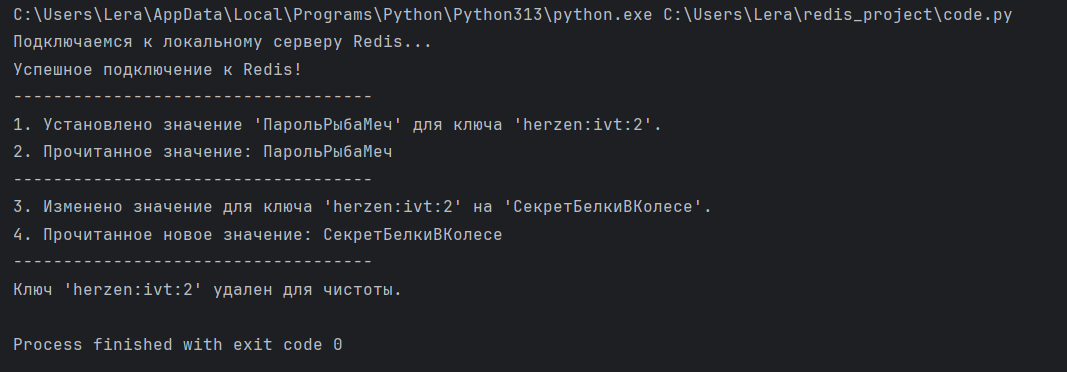 C:\Users\Lera\AppData\Local\Programs\Python\Python313\python.exe C:\Users\Lera\redis_project\code.py
Подключаемся к локальному серверу Redis...
Успешное подключение к Redis!
------------------------------------
1. Установлено значение 'ПарольРыбаМеч' для ключа 'herzen:ivt:2'.
2. Прочитанное значение: ПарольРыбаМеч
------------------------------------
3. Изменено значение для ключа 'herzen:ivt:2' на 'СекретБелкиВКолесе'.
4. Прочитанное новое значение: СекретБелкиВКолесе
------------------------------------
Ключ 'herzen:ivt:2' удален для чистоты.
Process finished with exit code 0